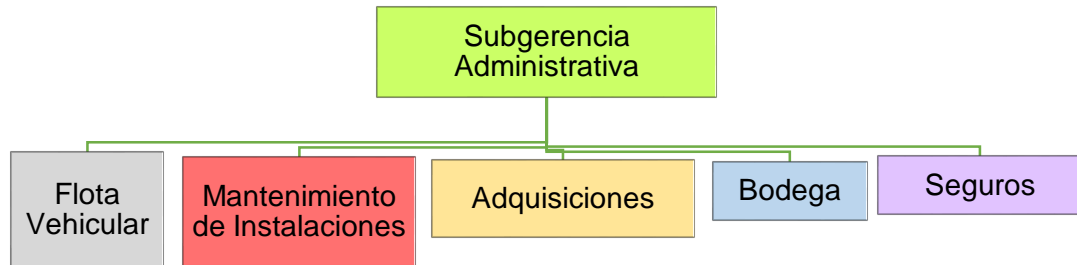 Subgerencia
Administrativa
Flota
Vehicular
Mantenimiento
de Instalaciones
Adquisiciones
Bodega
Seguros